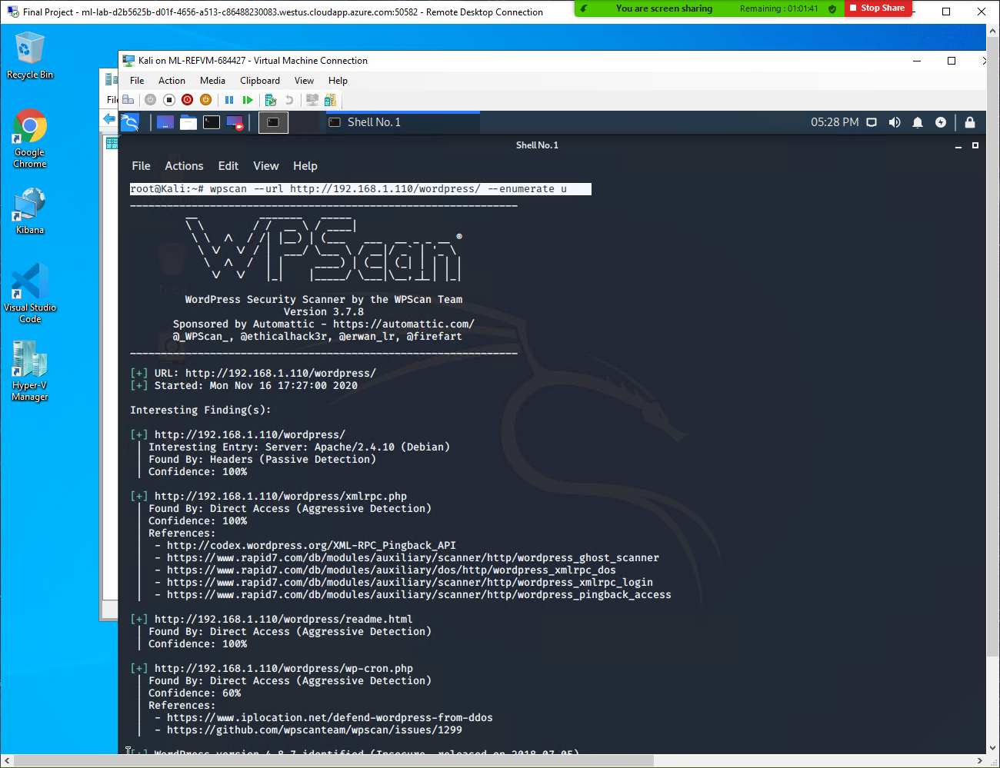 Final Project - ml-lab-d2b5625b-d01f-4656-a513-c86488230083.westus.cloudapp.azure.com:50582 - Remote Desktop Connection
You are screen sharing
Remaining : 01:01:41
Stop Share
Recycle Bin
Kali on ML-REFVM-684427 - Virtual Machine Connection
File Action Media Clipboard View Help
Shell No. 1
05:28 PM
Shell No. 1
File Actions Edit View Help
Google Chrome
Kibana
Visual Studio Code
Hyper-V Manager
root@Kali:~# wpscan --url http://192.168.1.110/wordpress/ --enumerate u
WPScan ®
WordPress Security Scanner by the WPScan Team
Version 3.7.8
Sponsored by Automattic - https://automattic.com/
@_WPScan_, @ethicalhack3r, @erwan_lr, @firefart
[+] URL: http://192.168.1.110/wordpress/
[+] Started: Mon Nov 16 17:27:00 2020
Interesting Finding(s):
[+] http://192.168.1.110/wordpress/
| Interesting Entry: Server: Apache/2.4.10 (Debian)
| Found By: Headers (Passive Detection)
| Confidence: 100%
[+] http://192.168.1.110/wordpress/xmlrpc.php
| Found By: Direct Access (Aggressive Detection)
| Confidence: 100%
| References:
|  - http://codex.wordpress.org/XML-RPC_Pingback_API
|  - https://www.rapid7.com/db/modules/auxiliary/scanner/http/wordpress_ghost_scanner
|  - https://www.rapid7.com/db/modules/auxiliary/dos/http/wordpress_xmlrpc_dos
|  - https://www.rapid7.com/db/modules/auxiliary/scanner/http/wordpress_xmlrpc_login
|  - https://www.rapid7.com/db/modules/auxiliary/scanner/http/wordpress_pingback_access
[+] http://192.168.1.110/wordpress/readme.html
| Found By: Direct Access (Aggressive Detection)
| Confidence: 100%
[+] http://192.168.1.110/wordpress/wp-cron.php
| Found By: Direct Access (Aggressive Detection)
| Confidence: 60%
| References:
|  - https://www.iplocation.net/defend-wordpress-from-ddos
|  - https://github.com/wpscanteam/wpscan/issues/1299
[+] WordPress version 4.8.7 identified (Insecure, released on 2018-07-05).